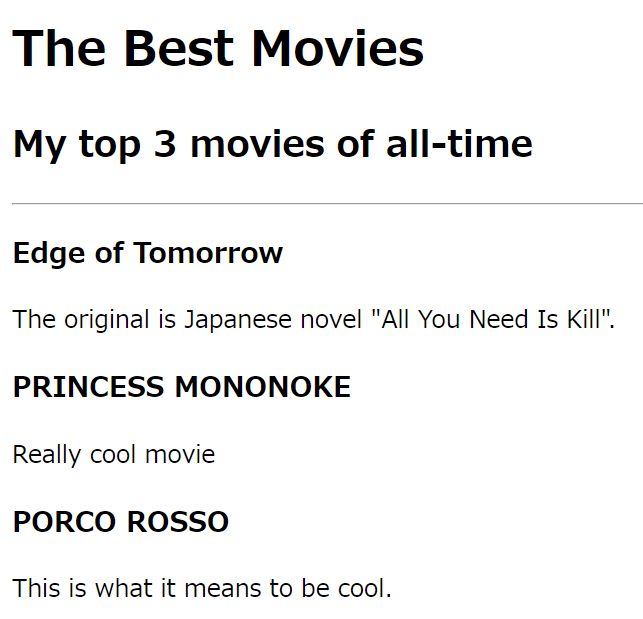 The Best Movies
My top 3 movies of all-time
Edge of Tomorrow
The original is Japanese novel "All You Need Is Kill".
PRINCESS MONONOKE
Really cool movie
PORCO ROSSO
This is what it means to be cool.